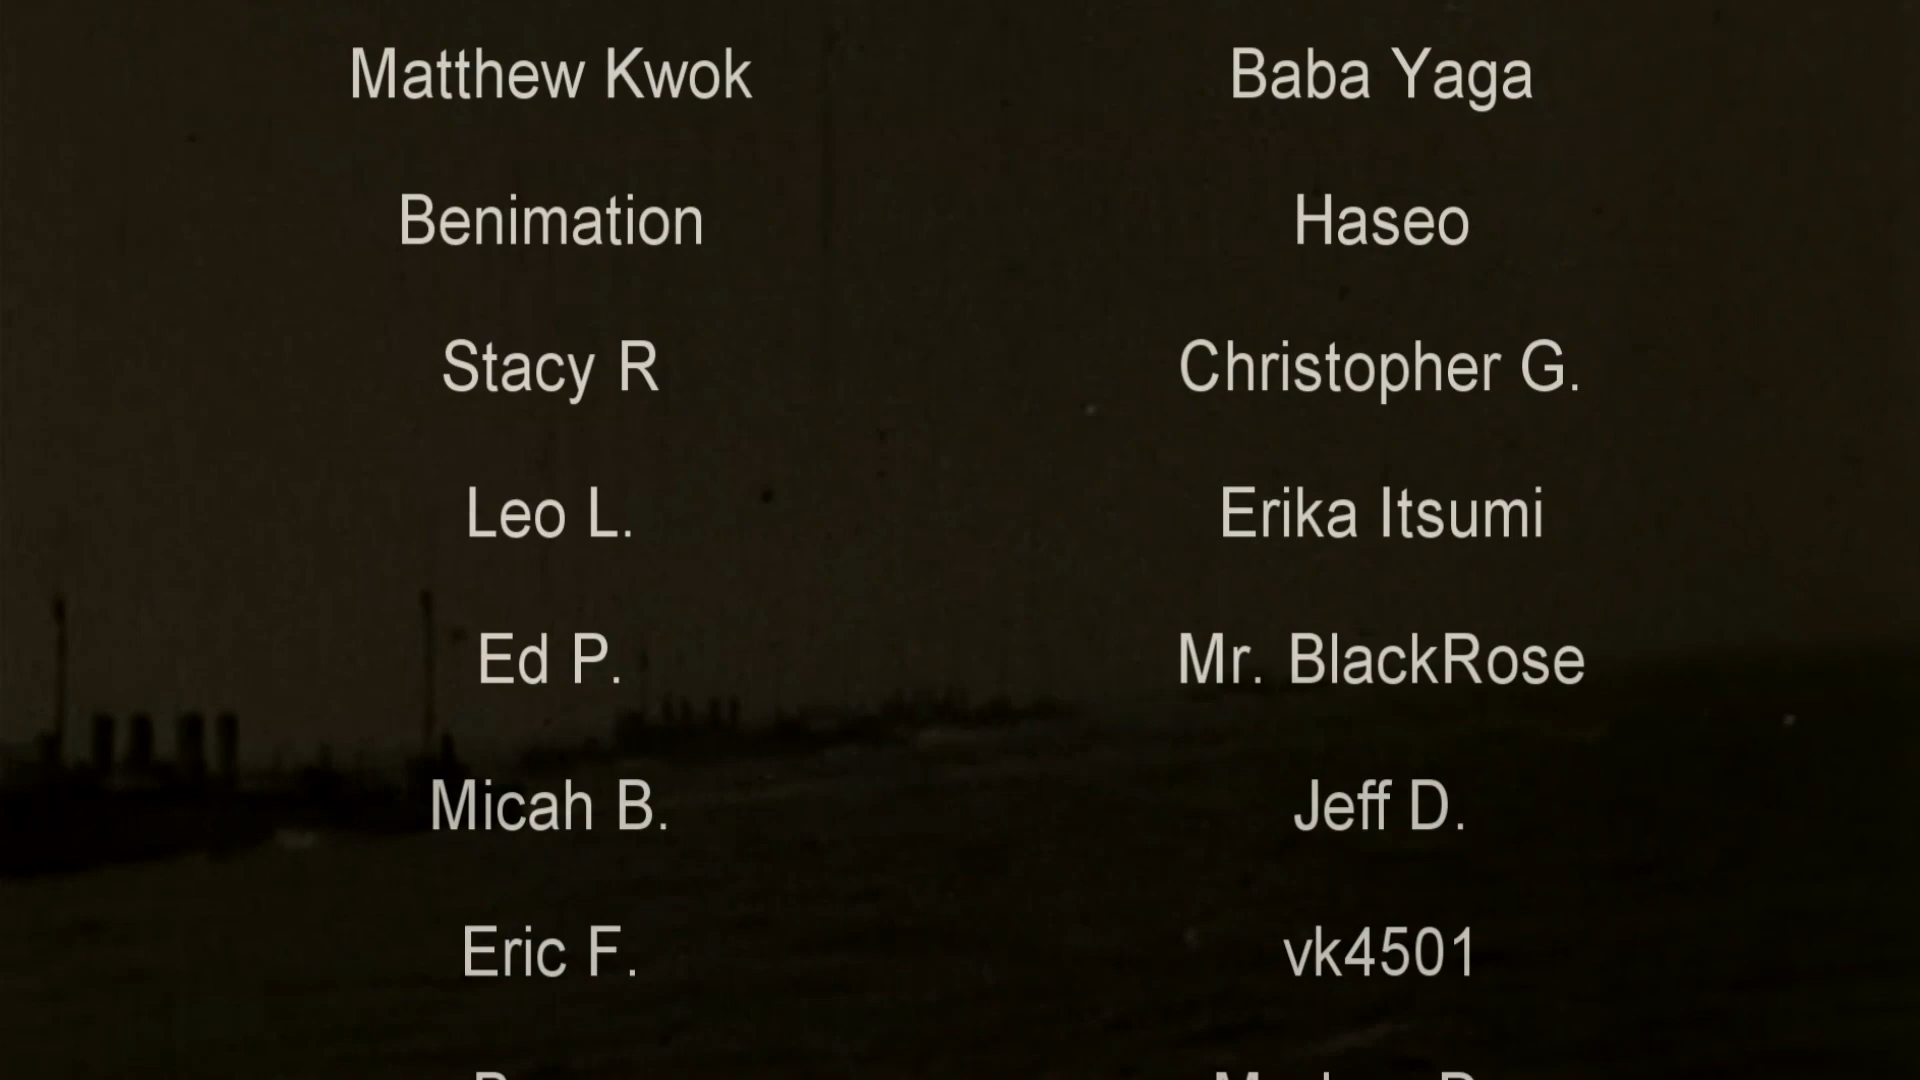 Matthew Kwok
Baba Yaga
Benimation
Haseo
Stacy R
Christopher G.
Leo L.
Erika Itsumi
Ed P.
Mr. BlackRose
Micah B.
Jeff D.
Eric F.
vk4501